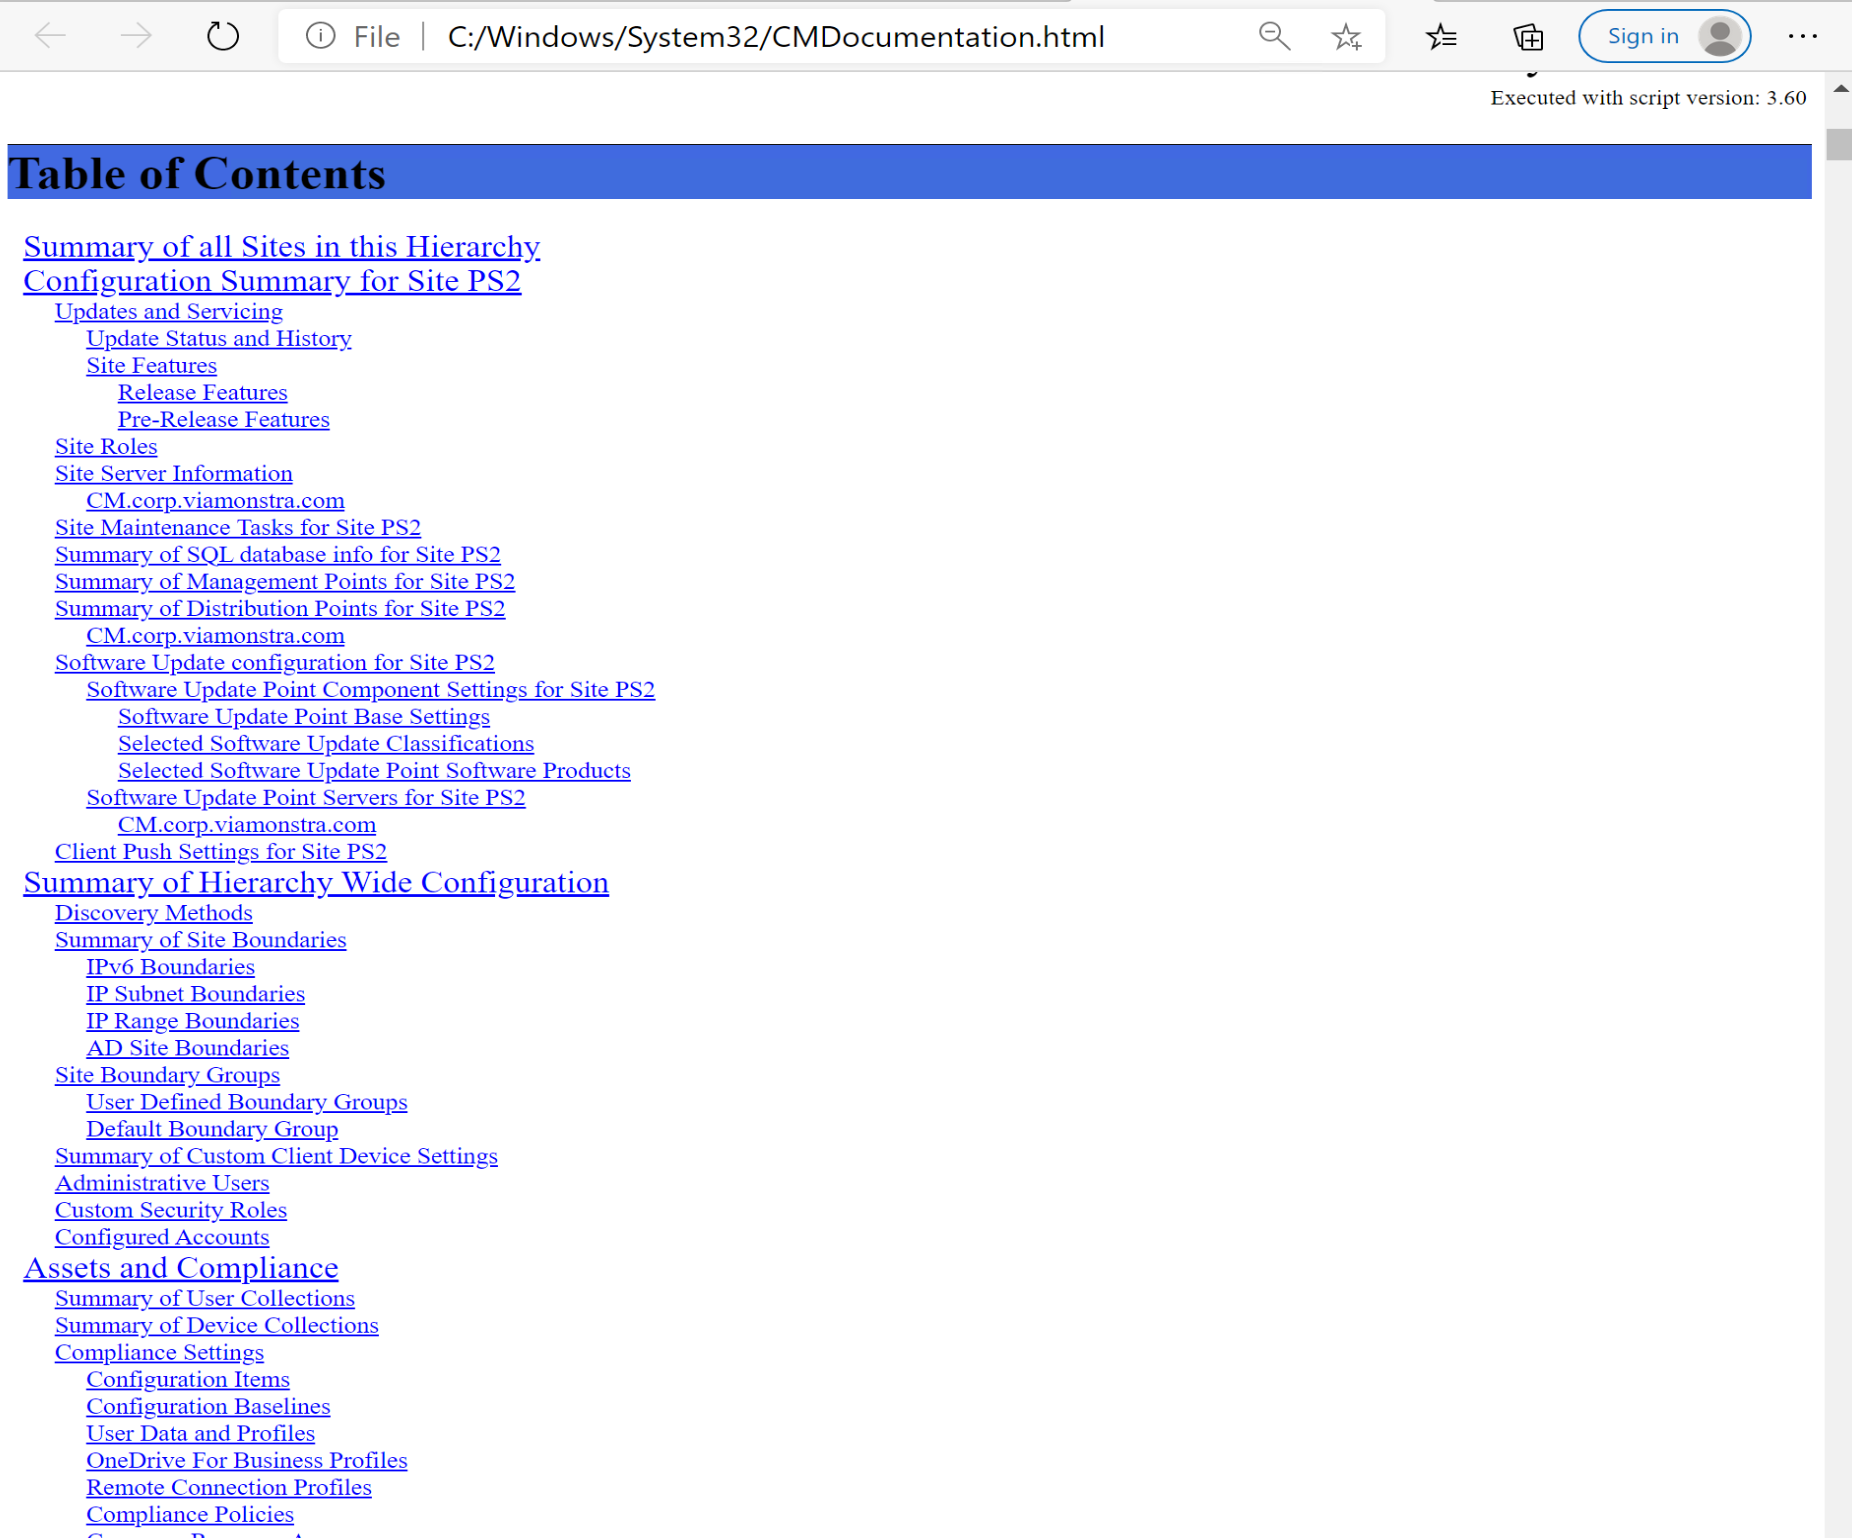 File | C:/Windows/System32/CMDocumentation.html Sign in
Executed with script version: 3.60
Table of Contents
Summary of all Sites in this Hierarchy
Configuration Summary for Site PS2
Updates and Servicing
Update Status and History
Site Features
Release Features
Pre-Release Features
Site Roles
Site Server Information
CM.corp.viamonstra.com
Site Maintenance Tasks for Site PS2
Summary of SQL database info for Site PS2
Summary of Management Points for Site PS2
Summary of Distribution Points for Site PS2
CM.corp.viamonstra.com
Software Update configuration for Site PS2
Software Update Point Component Settings for Site PS2
Software Update Point Base Settings
Selected Software Update Classifications
Selected Software Update Point Software Products
Software Update Point Servers for Site PS2
CM.corp.viamonstra.com
Client Push Settings for Site PS2
Summary of Hierarchy Wide Configuration
Discovery Methods
Summary of Site Boundaries
IPv6 Boundaries
IP Subnet Boundaries
IP Range Boundaries
AD Site Boundaries
Site Boundary Groups
User Defined Boundary Groups
Default Boundary Group
Summary of Custom Client Device Settings
Administrative Users
Custom Security Roles
Configured Accounts
Assets and Compliance
Summary of User Collections
Summary of Device Collections
Compliance Settings
Configuration Items
Configuration Baselines
User Data and Profiles
OneDrive For Business Profiles
Remote Connection Profiles
Compliance Policies